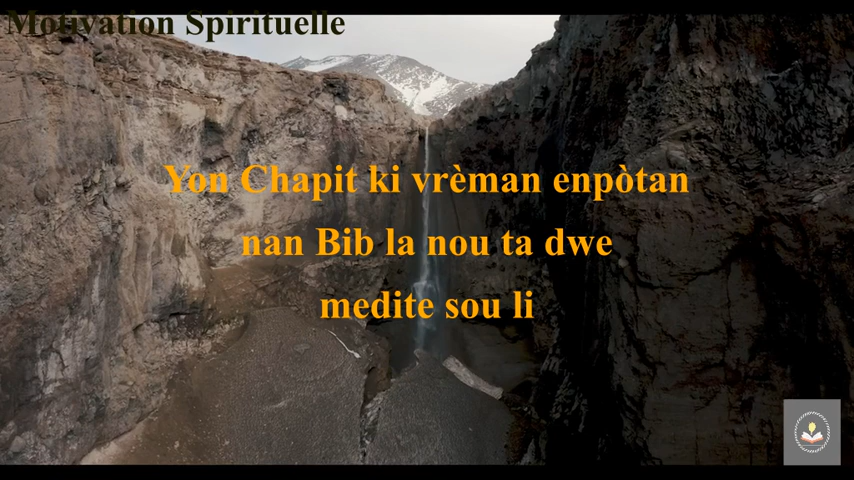 Motivation Spirituelle
Yon Chapit ki vrèman enpòtan
nan Bib la nou ta dwe
medite sou li